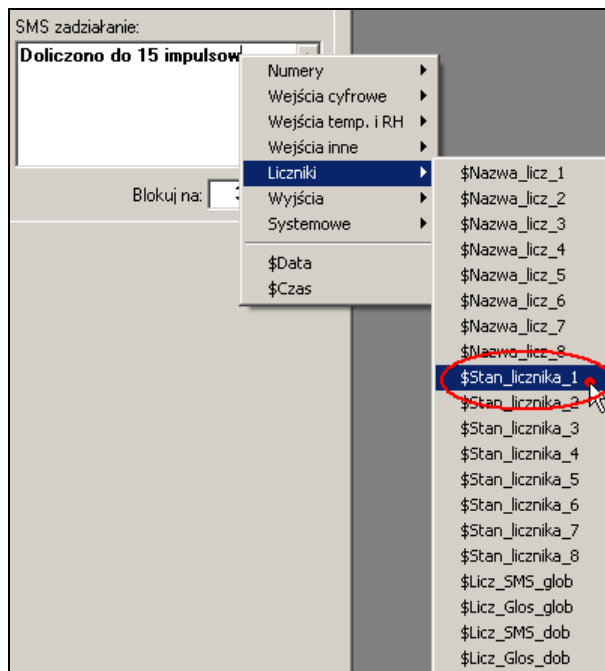 SMS zadziałanie:
Doliczono do 15 impulsow
Blokuj na:
Numery
Wejścia cyfrowe
Wejścia temp. i RH
Wejścia inne
Liczniki
Wyjścia
Systemowe
$Data
$Czas
$Nazwa_licz_1
$Nazwa_licz_2
$Nazwa_licz_3
$Nazwa_licz_4
$Nazwa_licz_5
$Nazwa_licz_6
$Nazwa_licz_7
$Nazwa_licz_8
$Stan_licznika_1
$Stan_licznika_2
$Stan_licznika_3
$Stan_licznika_4
$Stan_licznika_5
$Stan_licznika_6
$Stan_licznika_7
$Stan_licznika_8
$Licz_SMS_glob
$Licz_Glos_glob
$Licz_SMS_dob
$Licz_Glos_dob